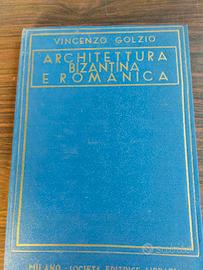 VINCENZO GOLZIO
ARCHITETTURA
BIZANTINA
E ROMANICA
MILANO - SOCIETÀ EDITRICE LIBRARIA